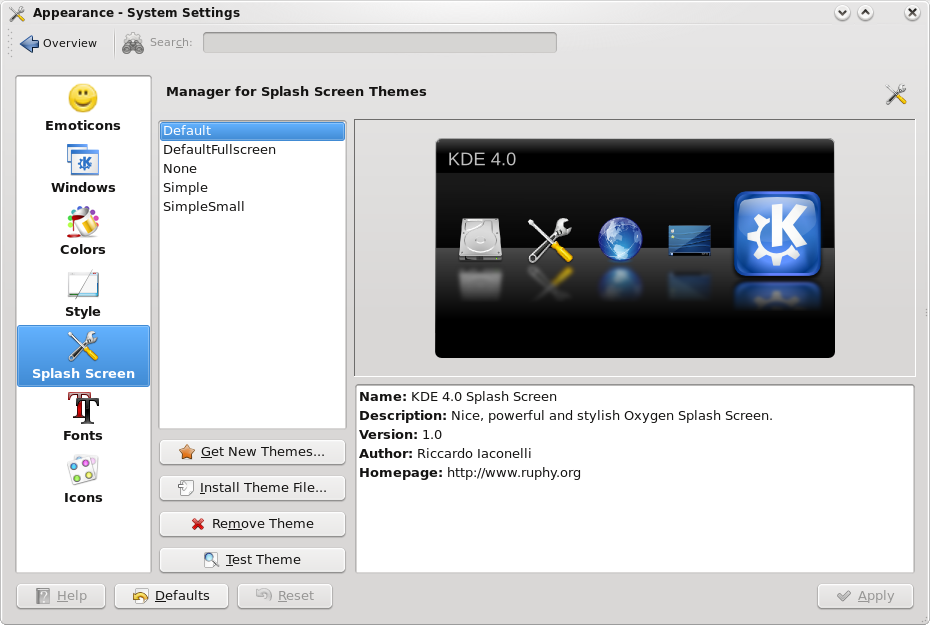 Appearance - System Settings
Overview
Search:
Emoticons
Windows
Colors
Style
Splash Screen
Fonts
Icons
Manager for Splash Screen Themes
Default
DefaultFullscreen
None
Simple
SimpleSmall
Get New Themes...
Install Theme File...
Remove Theme
Test Theme
KDE 4.0
Name: KDE 4.0 Splash Screen
Description: Nice, powerful and stylish Oxygen Splash Screen.
Version: 1.0
Author: Riccardo Iaconelli
Homepage: http://www.ruphy.org
Help
Defaults
Reset
Apply